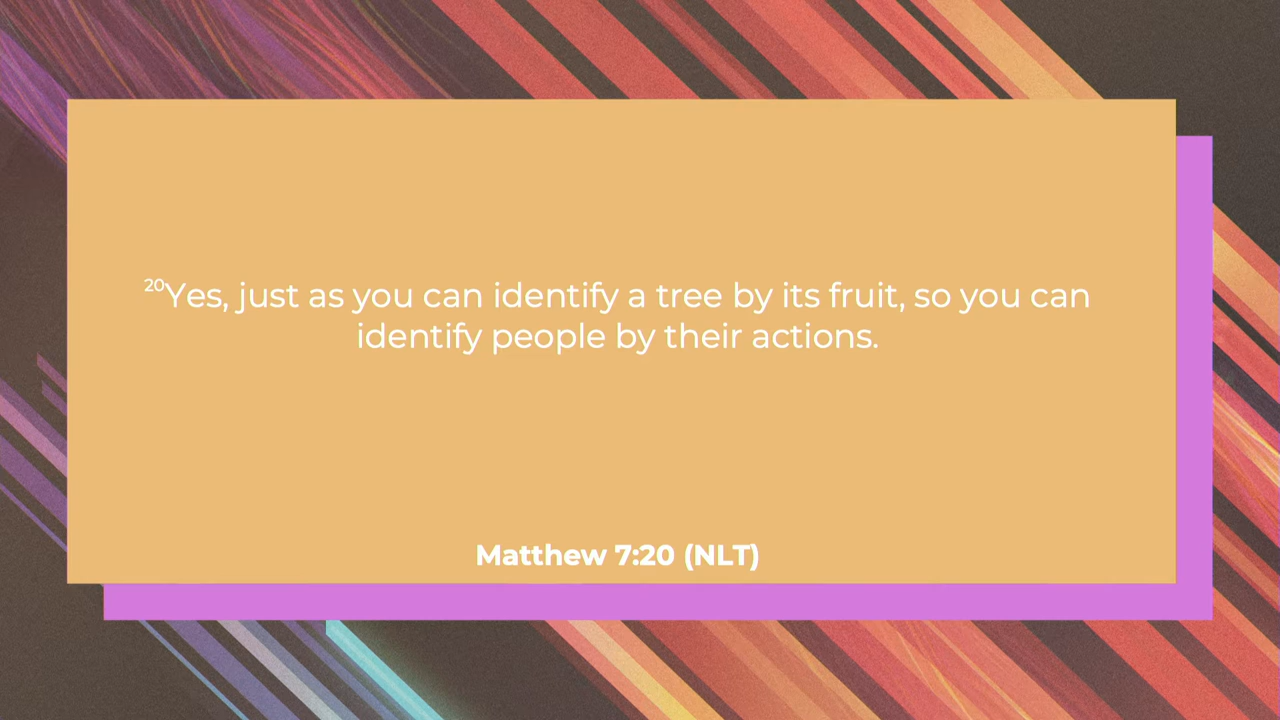 20Yes, just as you can identify a tree by its fruit, so you can
identify people by their actions.
Matthew 7:20 (NLT)